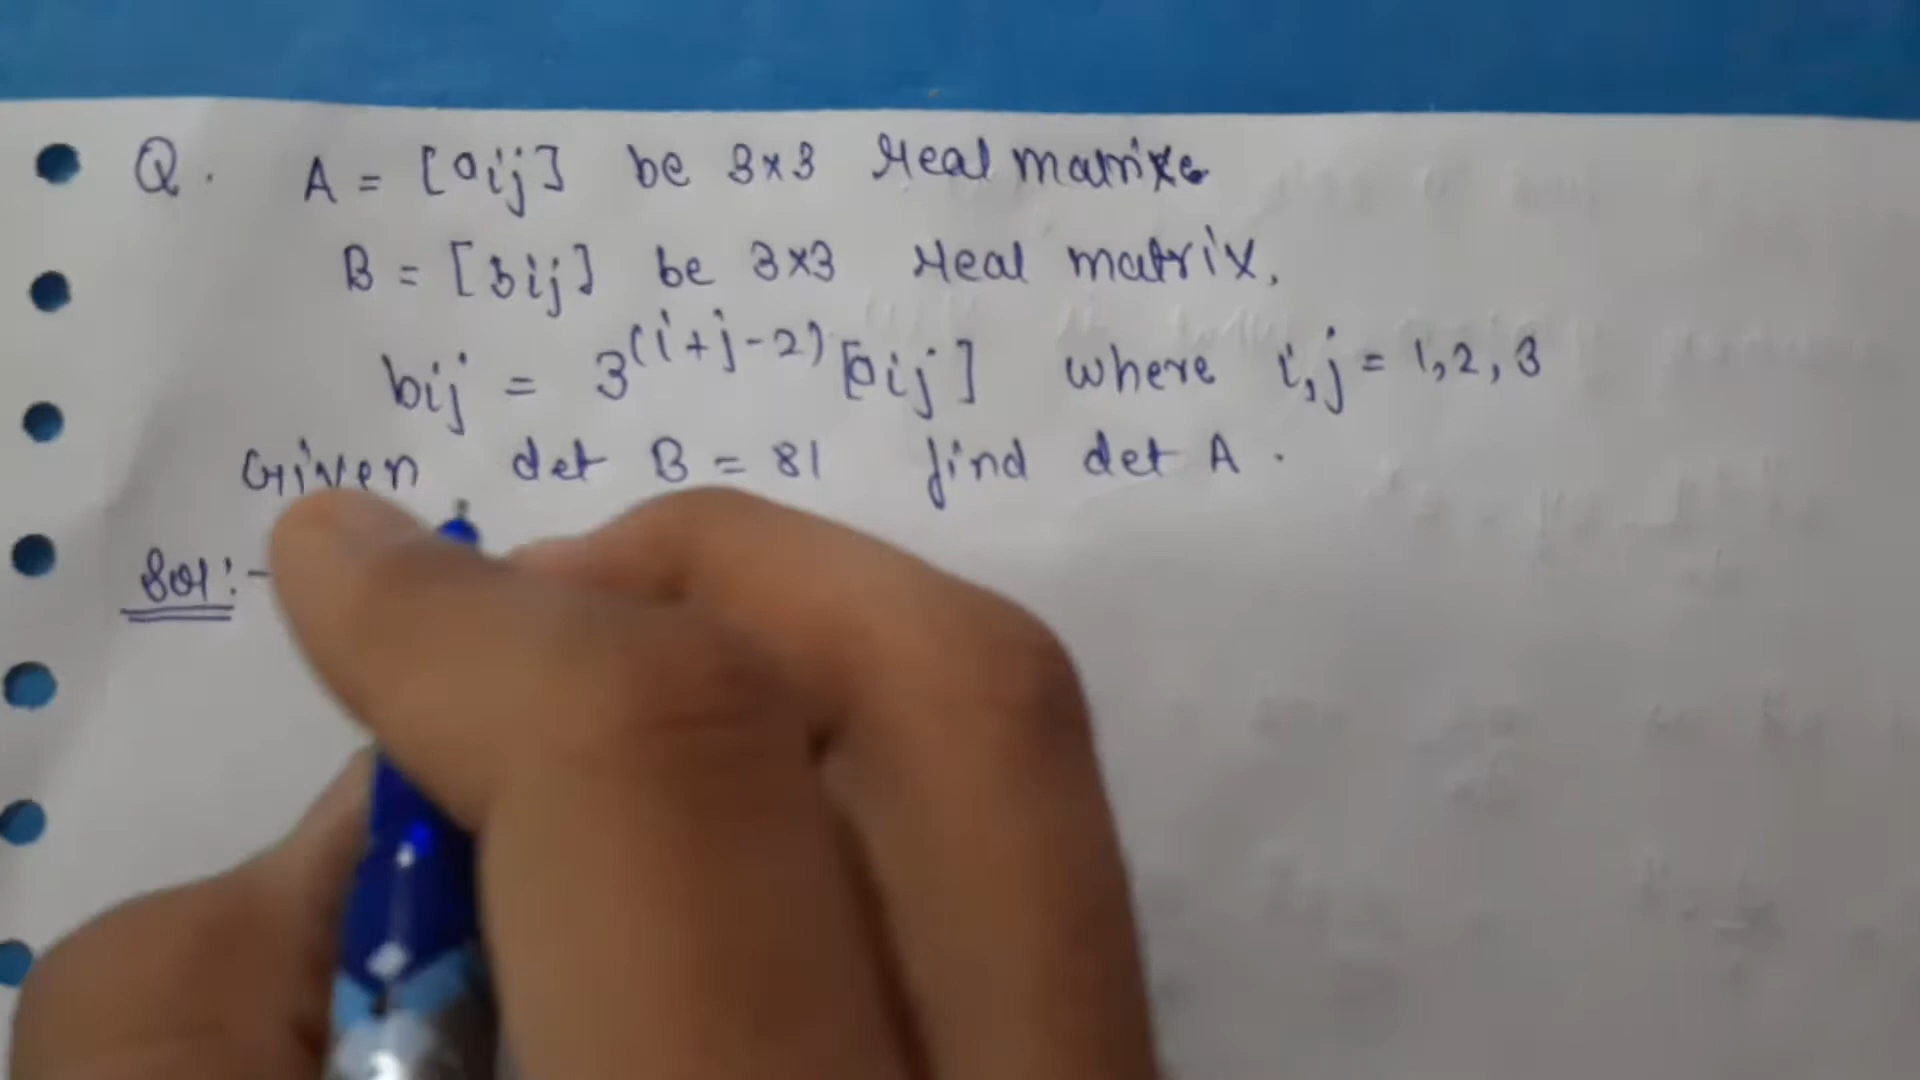 Q. A = [aij] be 3×3 real matrixe
B = [bij] be 3×3 real matrix.
bij = 3^(i+j-2) [aij] where i,j = 1,2,3
Given det B = 81 find det A.
Sol:-